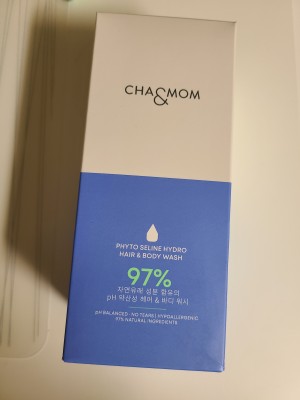 CHA&MOM
PHYTO SELINE HYDRO
HAIR & BODY WASH
97%
자연유래 성분 함유의
pH 약산성 헤어 & 바디 워시
pH BALANCED · NO TEARS | HYPOALLERGENIC
97% NATURAL INGREDIENTS